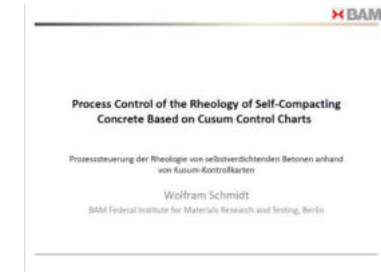 BAM
Process Control of the Rheology of Self-Compacting
Concrete Based on Cusum Control Charts
Prozesssteuerung der Rheologie von selbstverdichtenden Betonen anhand
von Kusum-Kontrollkarten
Wolfram Schmidt
BAM Federal Institute for Materials Research and Testing, Berlin